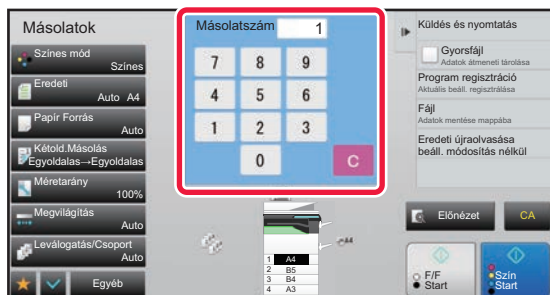 Másolatok
Színes mód
Színes
Eredeti
Auto A4
Papír Forrás
Auto
Kétold.Másolás
Egyoldalas→Egyoldalas
Méretarány
100%
Megvilágítás
Auto
Leválogatás/Csoport
Auto
Egyéb
Másolatszám 1
7 8 9
4 5 6
1 2 3
0 C
A4
1 A4
2 B5
3 B4
4 A3
Küldés és nyomtatás
Gyorsfájl
Adatok átmeneti tárolása
Program regisztráció
Aktuális beáll. regisztrálása
Fájl
Adatok mentése mappába
Eredeti újraolvasása
beáll. módosítás nélkül
Előnézet
CA
F/F
Start
Szín
Start